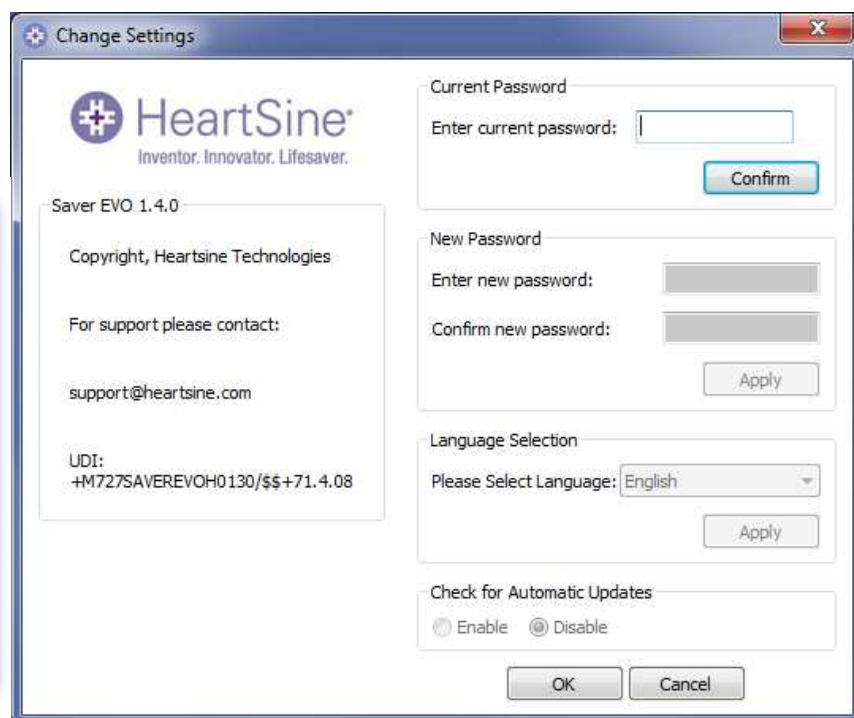 Change Settings
HeartSine®
Inventor. Innovator. Lifesaver.
Saver EVO 1.4.0
Copyright, Heartsine Technologies
For support please contact:
support@heartsine.com
UDI:
+M727SAVEREVOH0130/$$+71.4.08
Current Password
Enter current password:
Confirm
New Password
Enter new password:
Confirm new password:
Apply
Language Selection
Please Select Language: English
Apply
Check for Automatic Updates
Enable Disable
OK Cancel